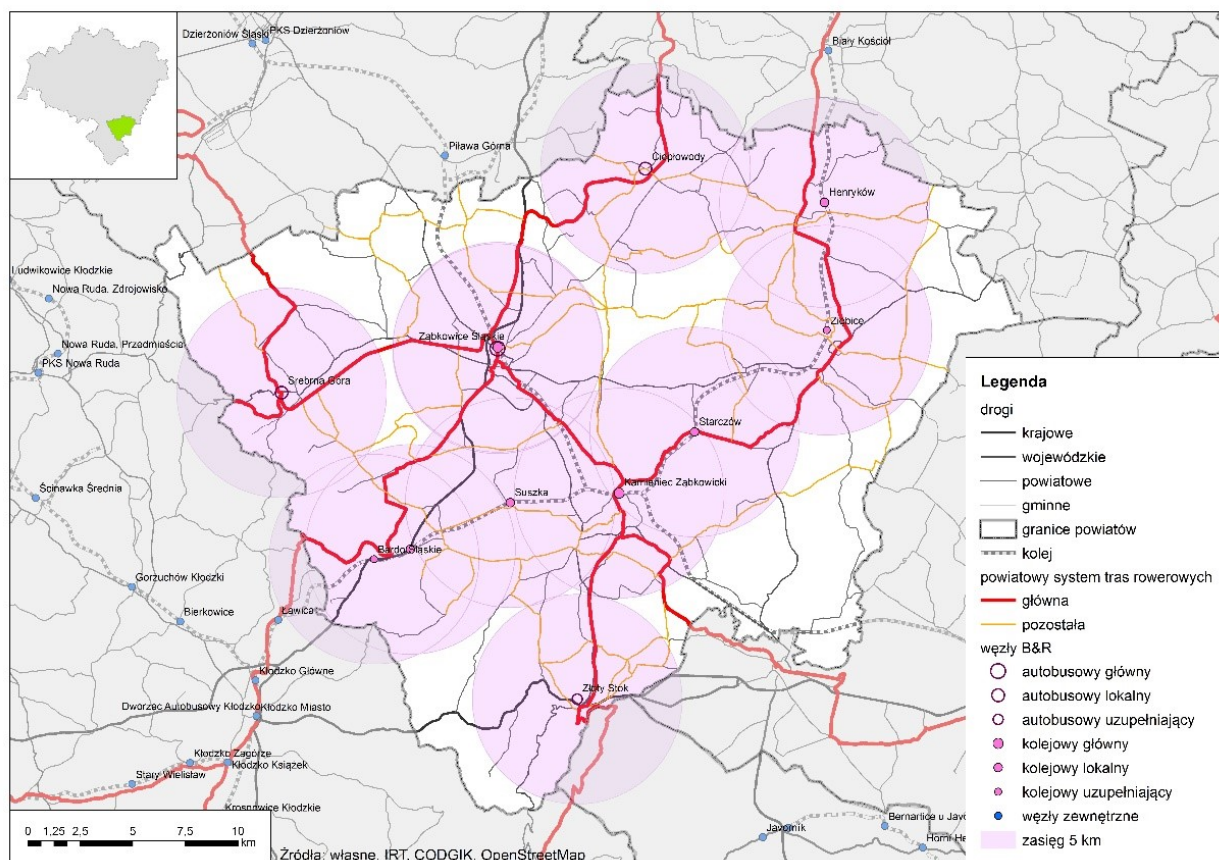 Dzierżoniów Śląski
PKS Dzierżoniów
Biały Kościół
Piława Górna
Ciepłowody
Henryków
Ludwikowice Kłodzkie
Nowa Ruda. Zdrojowisko
Nowa Ruda, Przedmieście
PKS Nowa Ruda
Ząbkowice Śląskie
Ziębice
Srebrna Góra
Starczów
Ścinawka Średnia
Suszka
Kamieniec Ząbkowicki
Bardo Śląskie
Gorzuchów Kłodzki
Bierkowice
Ławica
Kłodzko Główne
Złoty Stok
Dworzec Autobusowy Kłodzko
Kłodzko Miasto
Kłodzko Zagórze
Kłodzko Książek
Stary Wielisław
Krosnowice Kłodzkie
Javornik
Bernartice u Javo
Horní He
Legenda
drogi
krajowe
wojewódzkie
powiatowe
gminne
granice powiatów
kolej
powiatowy system tras rowerowych
główna
pozostała
węzły B&R
autobusowy główny
autobusowy lokalny
autobusowy uzupełniający
kolejowy główny
kolejowy lokalny
kolejowy uzupełniający
węzły zewnętrzne
zasięg 5 km
0 1,25 2,5 5 7,5 10
km
Źródła: własne, IRT, CODGIK, OpenStreetMap